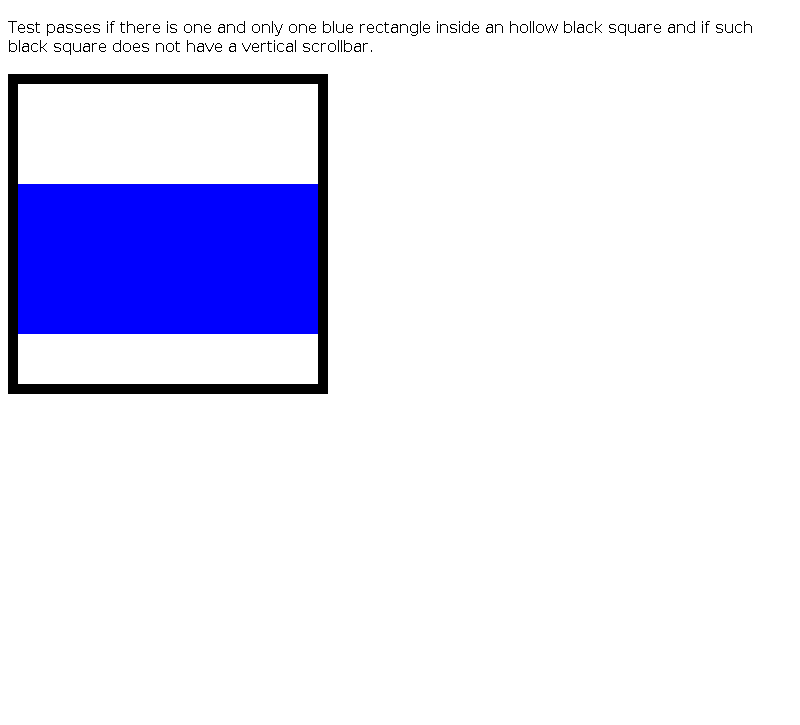 Test passes if there is one and only one blue rectangle inside an hollow black square and if such
black square does not have a vertical scrollbar.